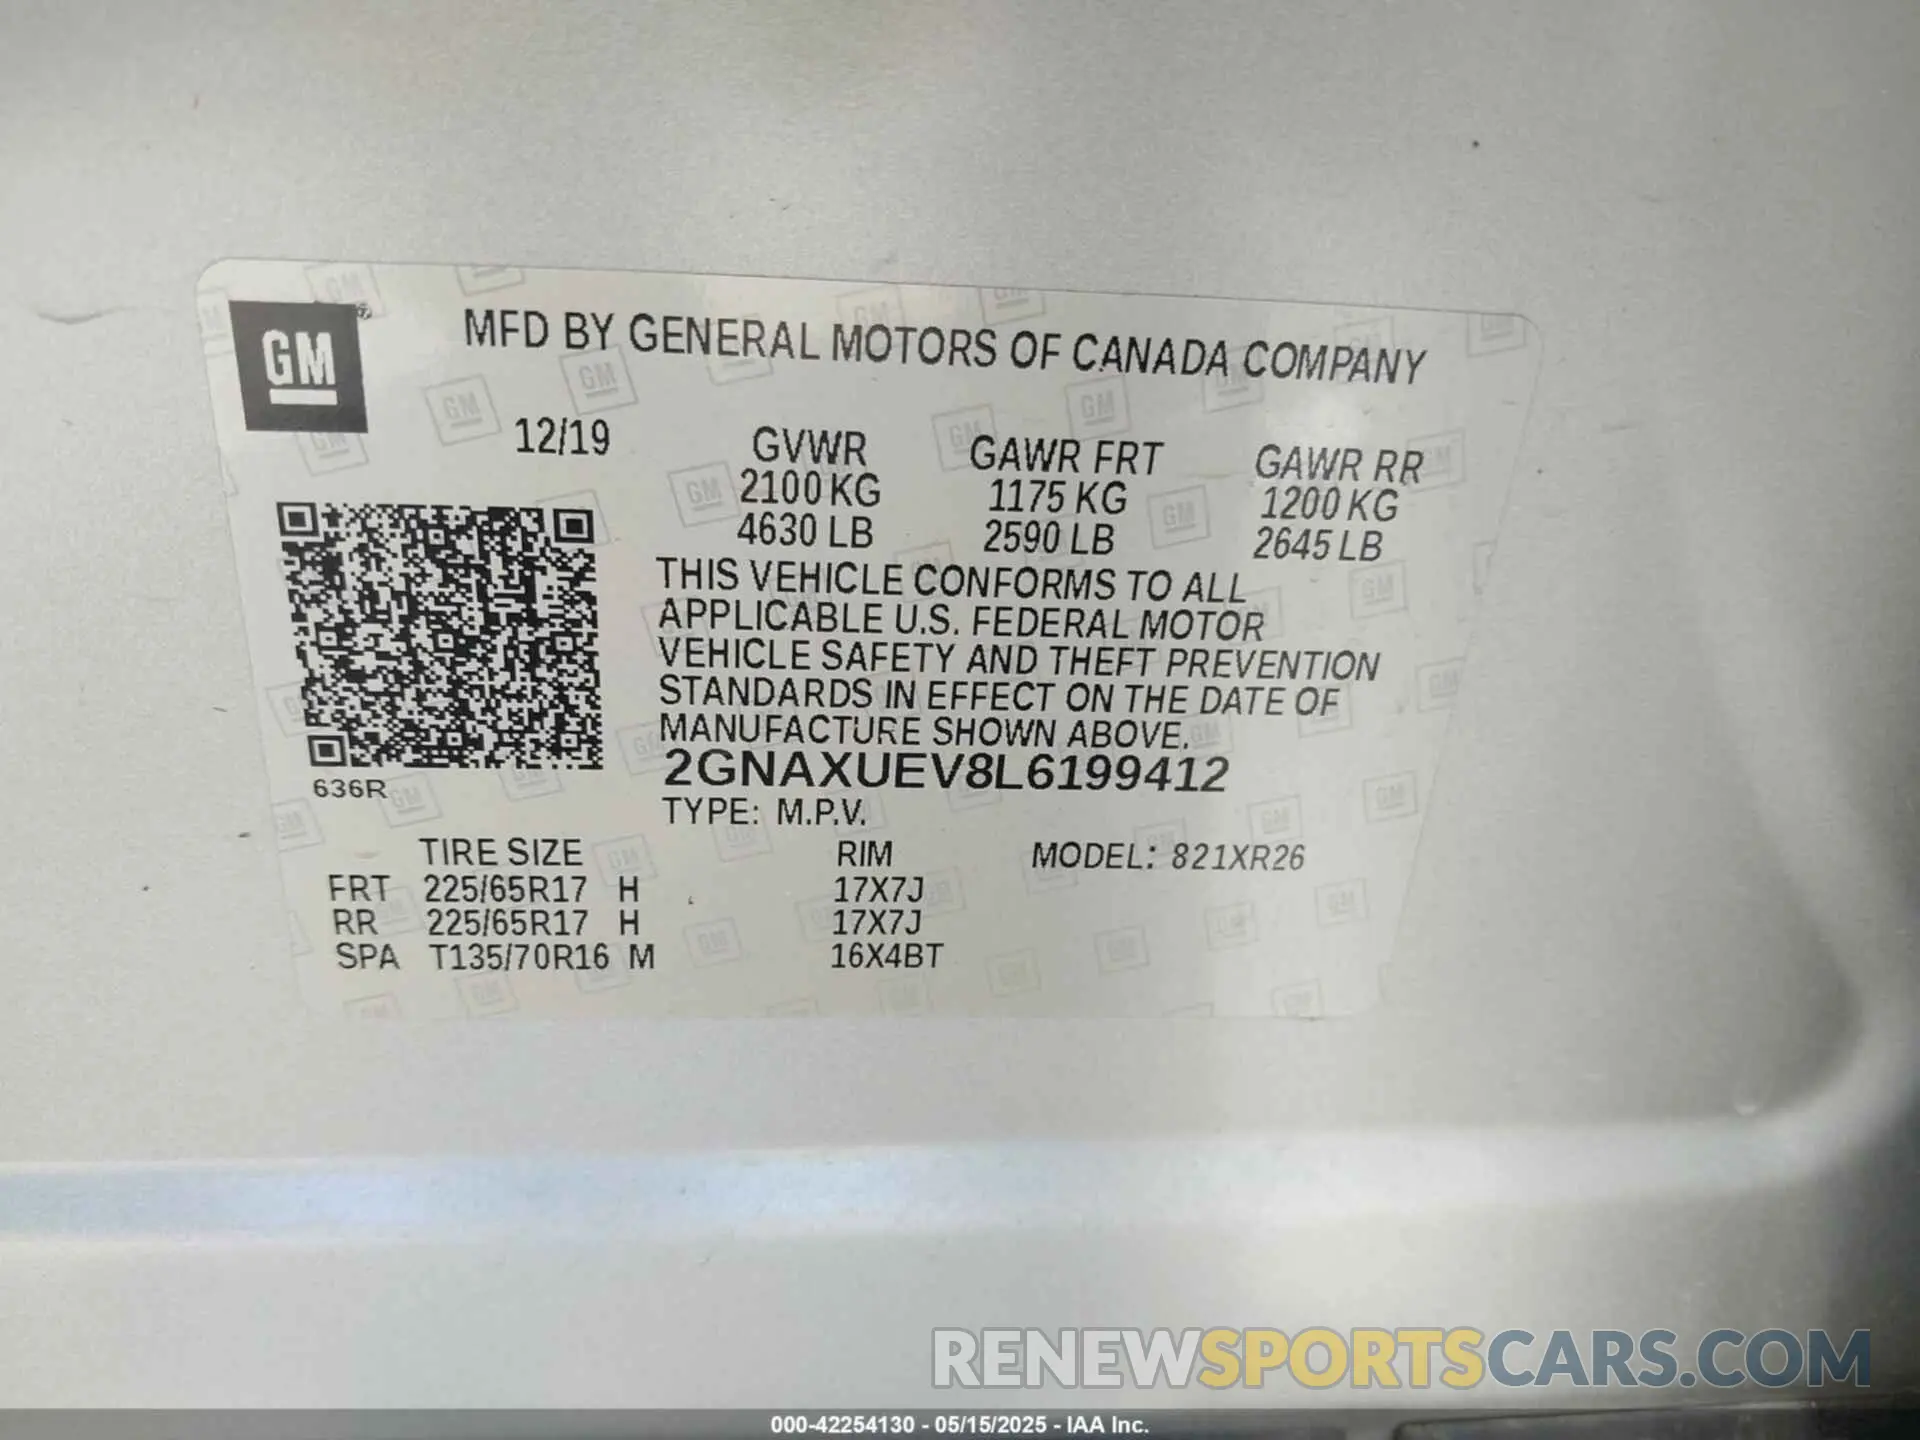 GM
MFD BY GENERAL MOTORS OF CANADA COMPANY
12/19
GVWR GAWR FRT GAWR RR
2100 KG 1175 KG 1200 KG
4630 LB 2590 LB 2645 LB
THIS VEHICLE CONFORMS TO ALL
APPLICABLE U.S. FEDERAL MOTOR
VEHICLE SAFETY AND THEFT PREVENTION
STANDARDS IN EFFECT ON THE DATE OF
MANUFACTURE SHOWN ABOVE.
2GNAXUEV8L6199412
636R
TYPE: M.P.V.
TIRE SIZE RIM MODEL: 821XR26
FRT 225/65R17 H 17X7J
RR 225/65R17 H 17X7J
SPA T135/70R16 M 16X4BT
RENEWSPORTSCARS.COM
000-42254130 - 05/15/2025 - IAA Inc.